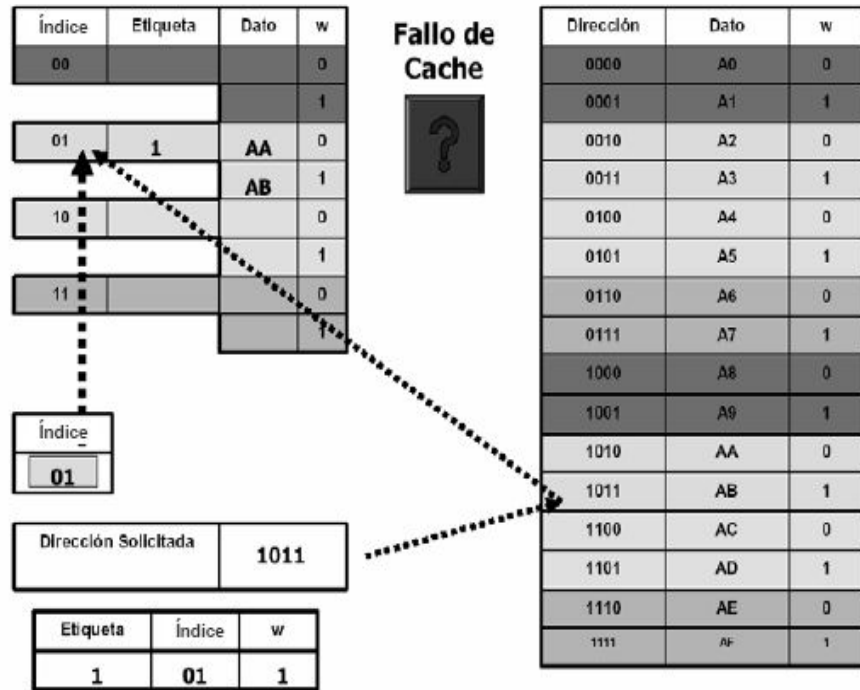 Índice Etiqueta Dato w
00 0
1
01 1 AA 0
AB 1
10 0
1
11 0
1
Fallo de
Cache
?
Índice
01
Dirección Solicitada 1011
Etiqueta Índice w
1 01 1
Dirección Dato w
0000 A0 0
0001 A1 1
0010 A2 0
0011 A3 1
0100 A4 0
0101 A5 1
0110 A6 0
0111 A7 1
1000 A8 0
1001 A9 1
1010 AA 0
1011 AB 1
1100 AC 0
1101 AD 1
1110 AE 0
1111 AF 1